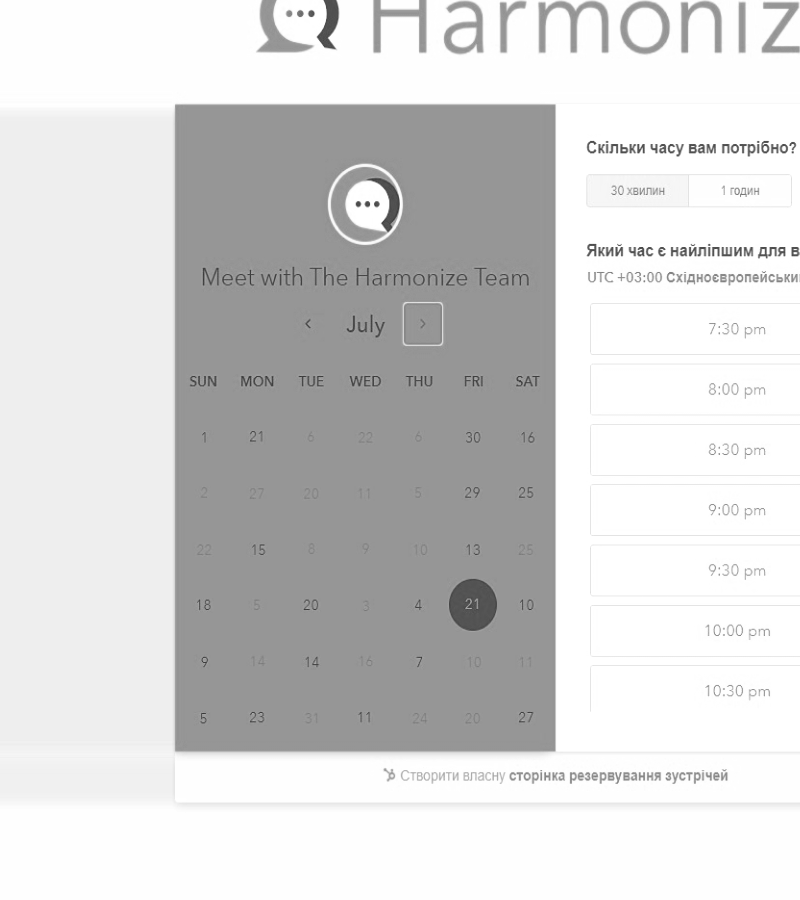 Harmoniz
Meet with The Harmonize Team
July
SUN MON TUE WED THU FRI SAT
1 21 6 22 6 30 16
2 27 20 11 5 29 25
22 15 8 9 10 13 25
18 5 20 3 4 21 10
9 14 14 16 7 10 11
5 23 31 11 24 20 27
Скільки часу вам потрібно?
30 хвилин 1 годин
Який час є найліпшим для в
UTC +03:00 Східноєвропейськи
7:30 pm
8:00 pm
8:30 pm
9:00 pm
9:30 pm
10:00 pm
10:30 pm
Створити власну сторінка резервування зустрічей